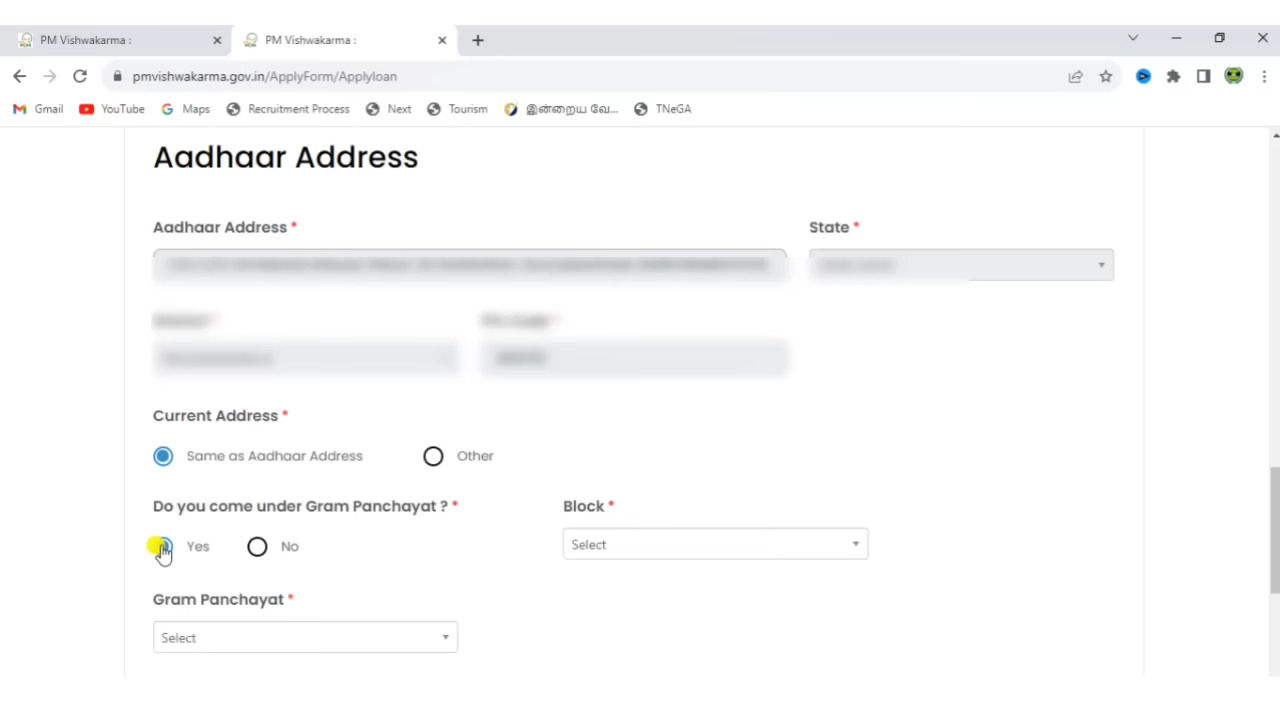 PM Vishwakarma :
PM Vishwakarma :
pmvishwakarma.gov.in/ApplyForm/Applyloan
Gmail YouTube Maps Recruitment Process Next Tourism இன்றைய வே... TNeGA
Aadhaar Address
Aadhaar Address * State *
Current Address *
Same as Aadhaar Address Other
Do you come under Gram Panchayat ? * Block *
Yes No Select
Gram Panchayat *
Select